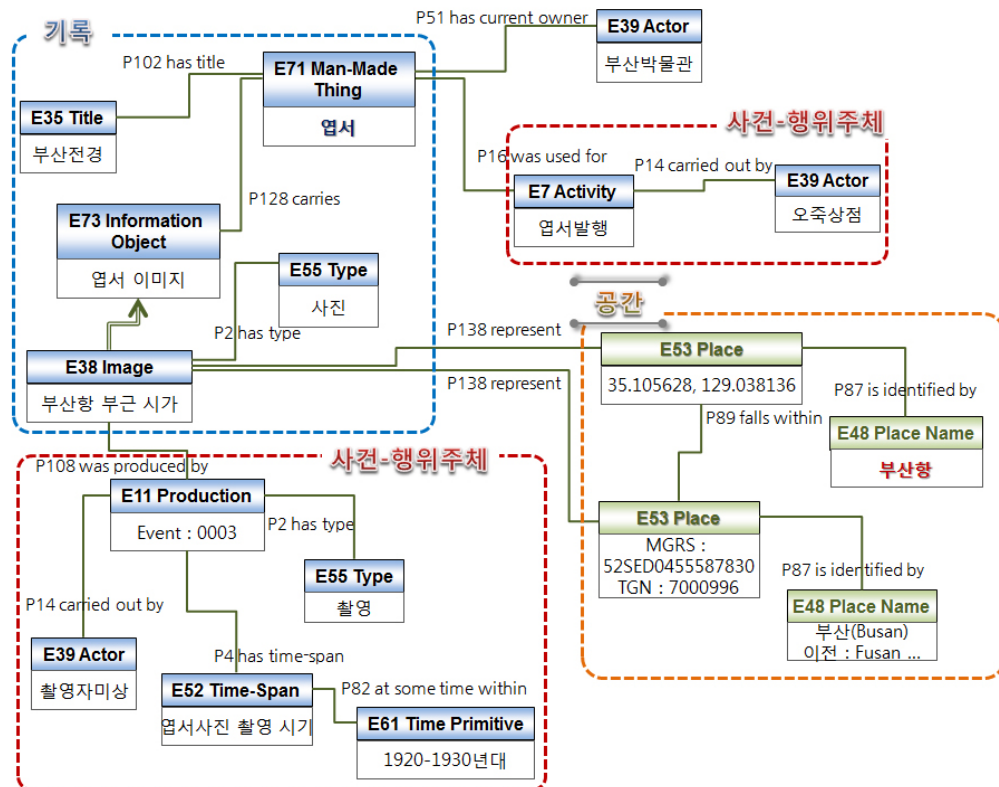 기록
P51 has current owner
E39 Actor
부산박물관
P102 has title
E71 Man-Made
Thing
엽서
E35 Title
부산전경
사건-행위주체
P16 was used for
P14 carried out by
E7 Activity
엽서발행
E39 Actor
오죽상점
P128 carries
E73 Information
Object
엽서 이미지
E55 Type
사진
P2 has type
공간
P138 represent
E53 Place
35.105628, 129.038136
E38 Image
부산항 부근 시가
P138 represent
P87 is identified by
P89 falls within
E48 Place Name
부산항
P108 was produced by
사건-행위주체
E11 Production
Event : 0003
P2 has type
E53 Place
MGRS :
52SED0455587830
TGN : 7000996
E55 Type
촬영
P87 is identified by
P14 carried out by
E48 Place Name
부산(Busan)
이전 : Fusan ...
E39 Actor
촬영자미상
P4 has time-span
E52 Time-Span
엽서사진 촬영 시기
P82 at some time within
E61 Time Primitive
1920-1930년대